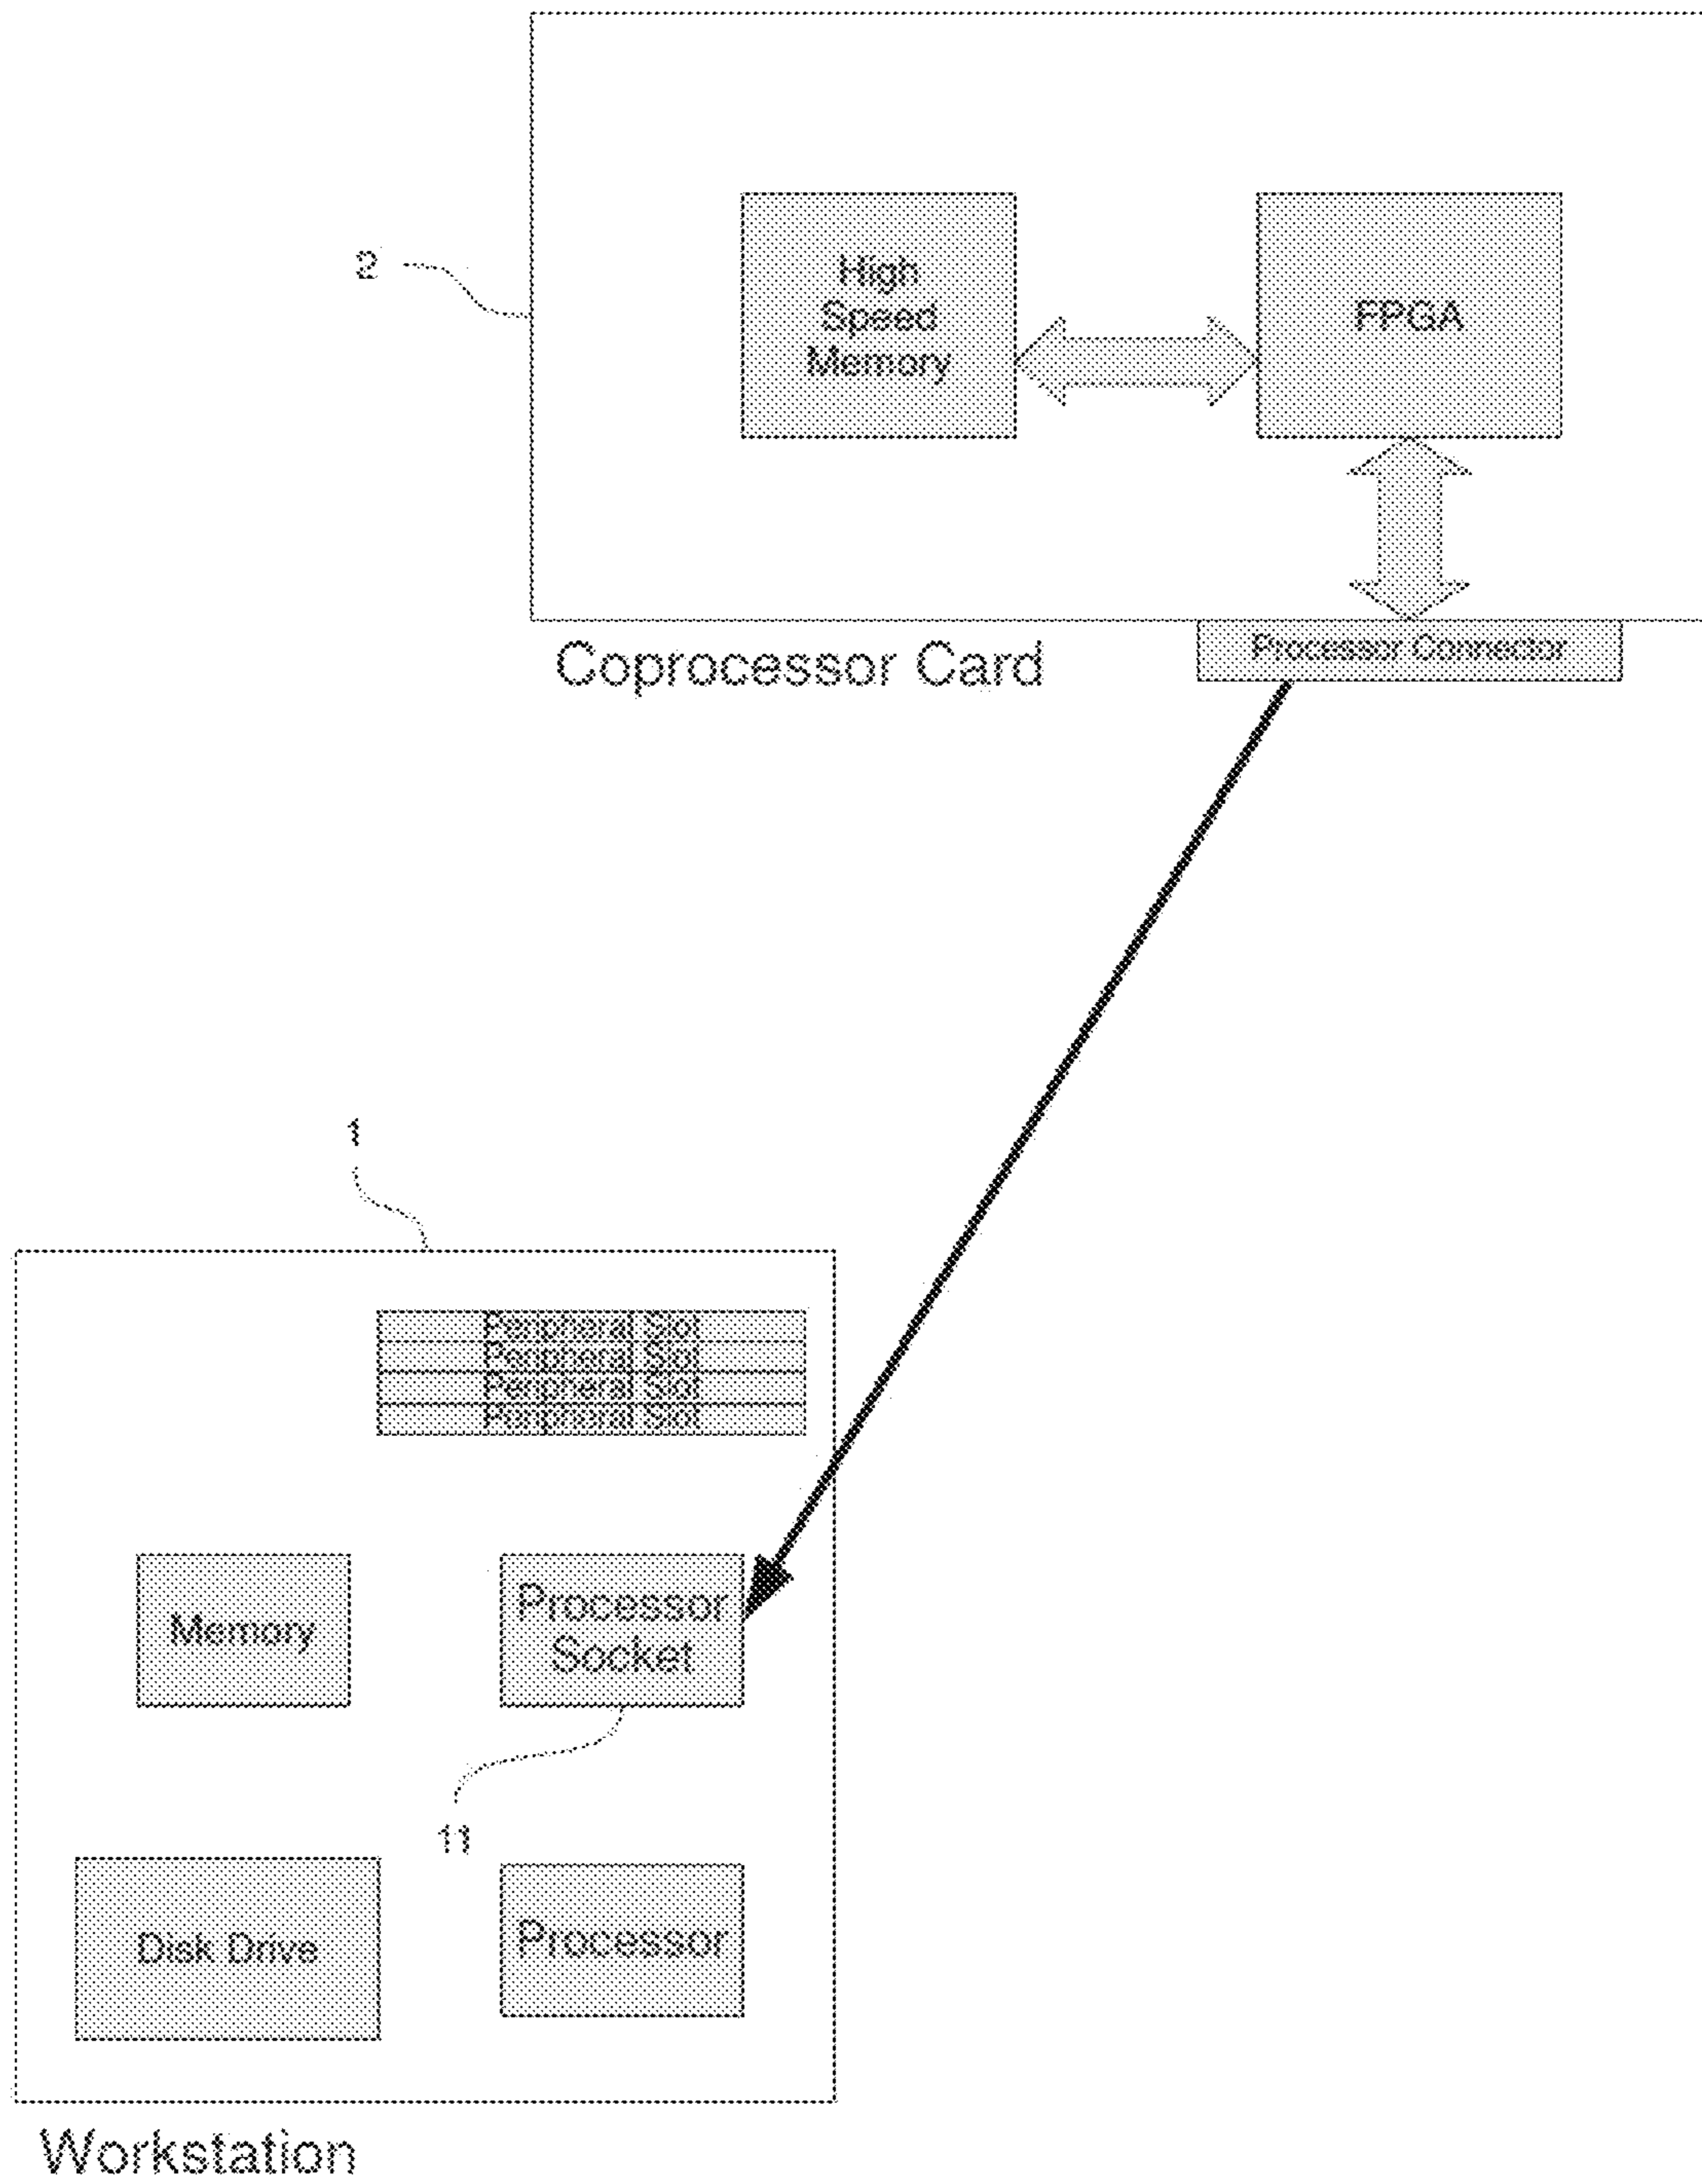 2
High
Speed
Memory
FPGA
Processor Connector
Coprocessor Card
1
Peripheral Slot
Peripheral Slot
Peripheral Slot
Peripheral Slot
Memory
Processor
Socket
11
Disk Drive
Processor
Workstation